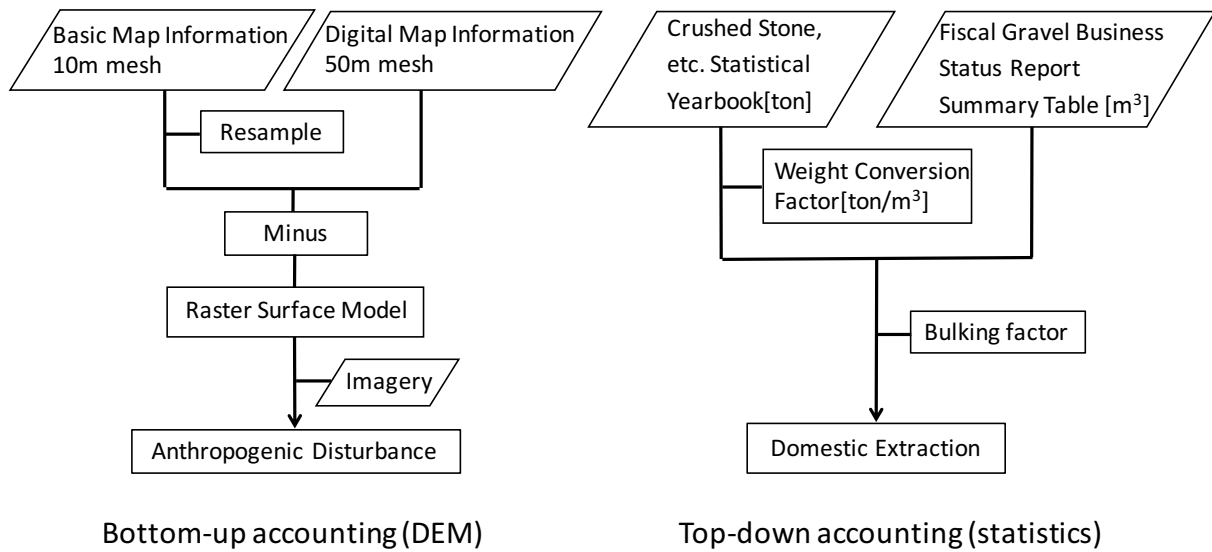 Basic Map Information
10m mesh
Digital Map Information
50m mesh
Resample
Minus
Raster Surface Model
Imagery
Anthropogenic Disturbance
Bottom-up accounting (DEM)
Crushed Stone,
etc. Statistical
Yearbook[ton]
Fiscal Gravel Business
Status Report
Summary Table [m³]
Weight Conversion
Factor[ton/m³]
Bulking factor
Domestic Extraction
Top-down accounting (statistics)